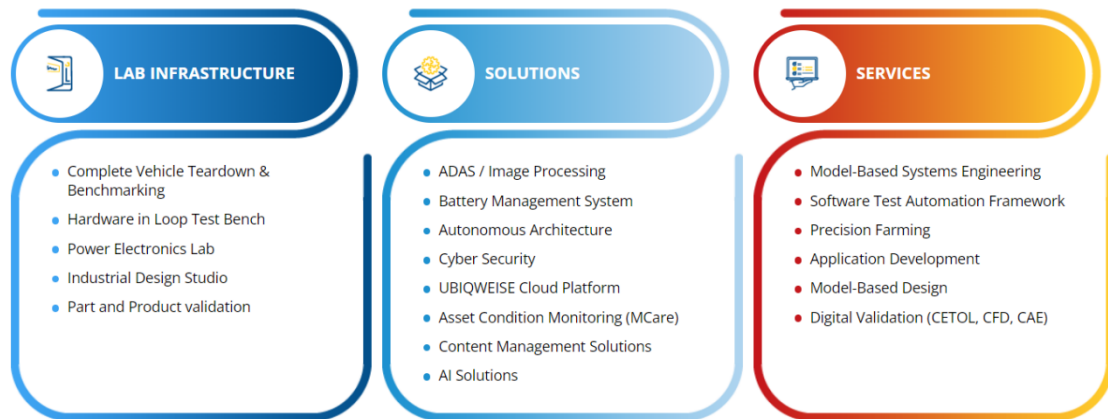 LAB INFRASTRUCTURE
Complete Vehicle Teardown &
Benchmarking
Hardware in Loop Test Bench
Power Electronics Lab
Industrial Design Studio
Part and Product validation
SOLUTIONS
ADAS / Image Processing
Battery Management System
Autonomous Architecture
Cyber Security
UBIQWEISE Cloud Platform
Asset Condition Monitoring (MCare)
Content Management Solutions
AI Solutions
SERVICES
Model-Based Systems Engineering
Software Test Automation Framework
Precision Farming
Application Development
Model-Based Design
Digital Validation (CETOL, CFD, CAE)